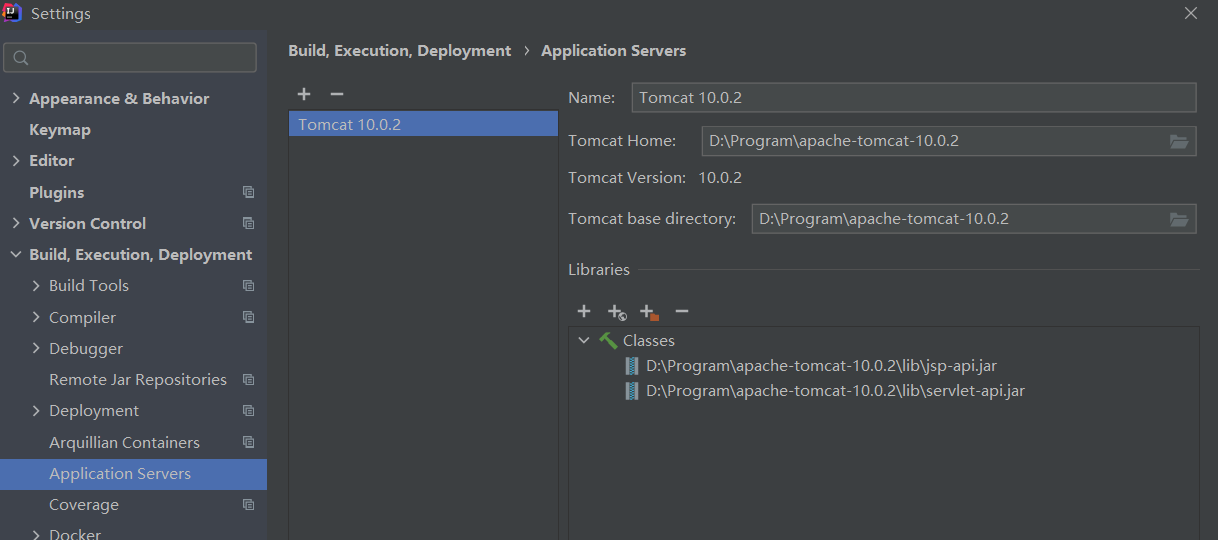 Settings
Build, Execution, Deployment › Application Servers
Appearance & Behavior
Keymap
Editor
Plugins
Version Control
Build, Execution, Deployment
Build Tools
Compiler
Debugger
Remote Jar Repositories
Deployment
Arquillian Containers
Application Servers
Coverage
Docker
Tomcat 10.0.2
Name: Tomcat 10.0.2
Tomcat Home: D:\Program\apache-tomcat-10.0.2
Tomcat Version: 10.0.2
Tomcat base directory: D:\Program\apache-tomcat-10.0.2
Libraries
Classes
D:\Program\apache-tomcat-10.0.2\lib\jsp-api.jar
D:\Program\apache-tomcat-10.0.2\lib\servlet-api.jar